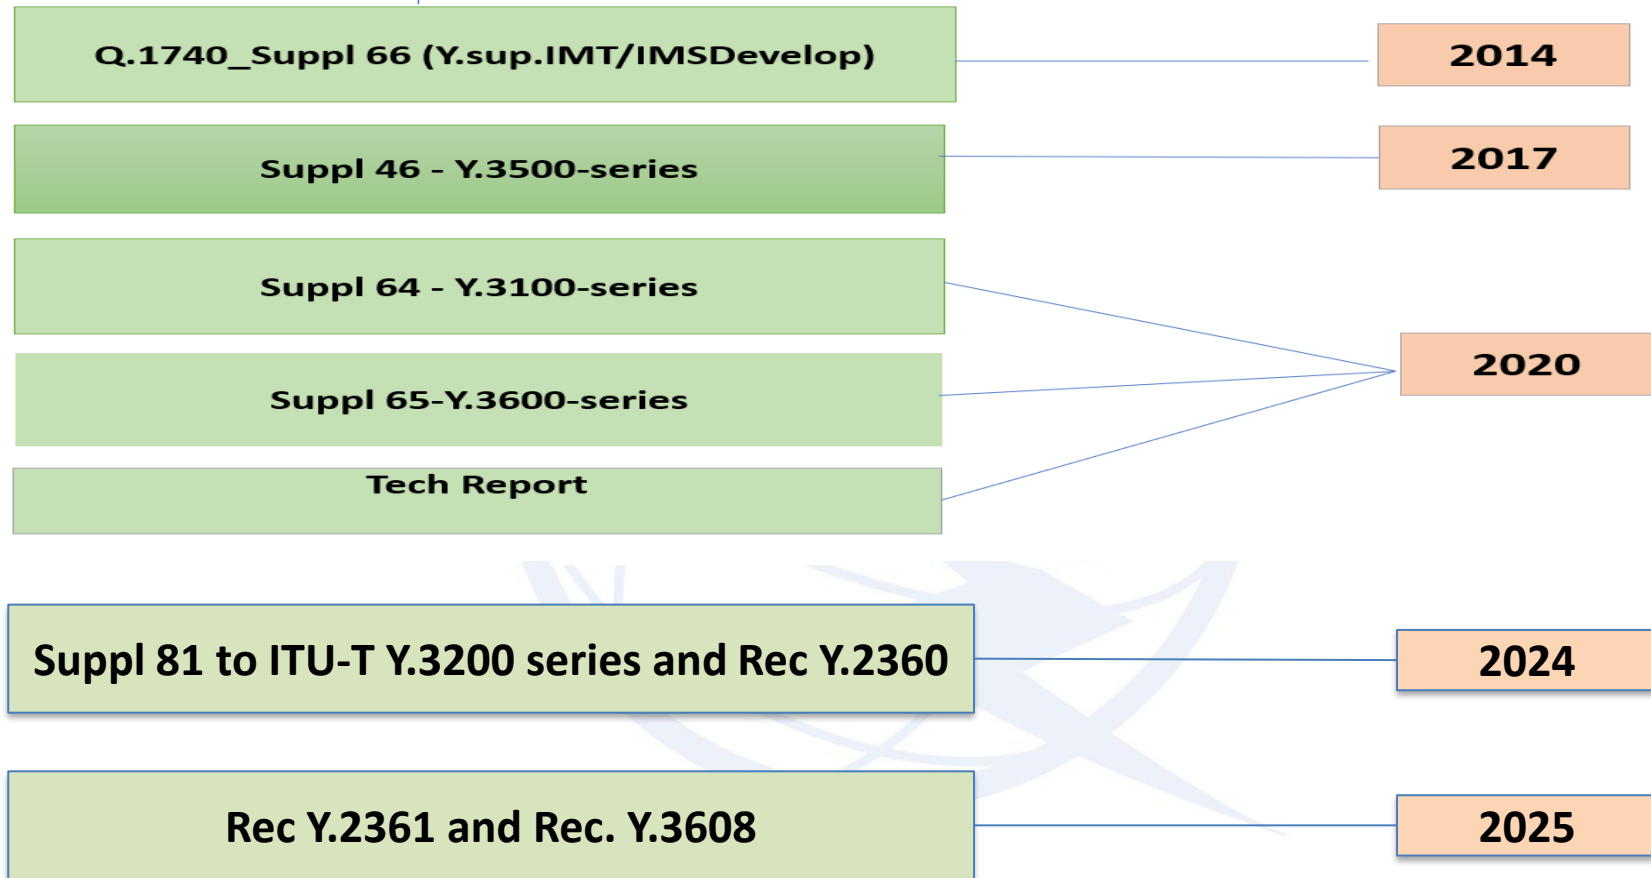 Q.1740_Suppl 66 (Y.sup.IMT/IMSDevelop)
2014
Suppl 46 - Y.3500-series
2017
Suppl 64 - Y.3100-series
2020
Suppl 65-Y.3600-series
Tech Report
Suppl 81 to ITU-T Y.3200 series and Rec Y.2360
2024
Rec Y.2361 and Rec. Y.3608
2025